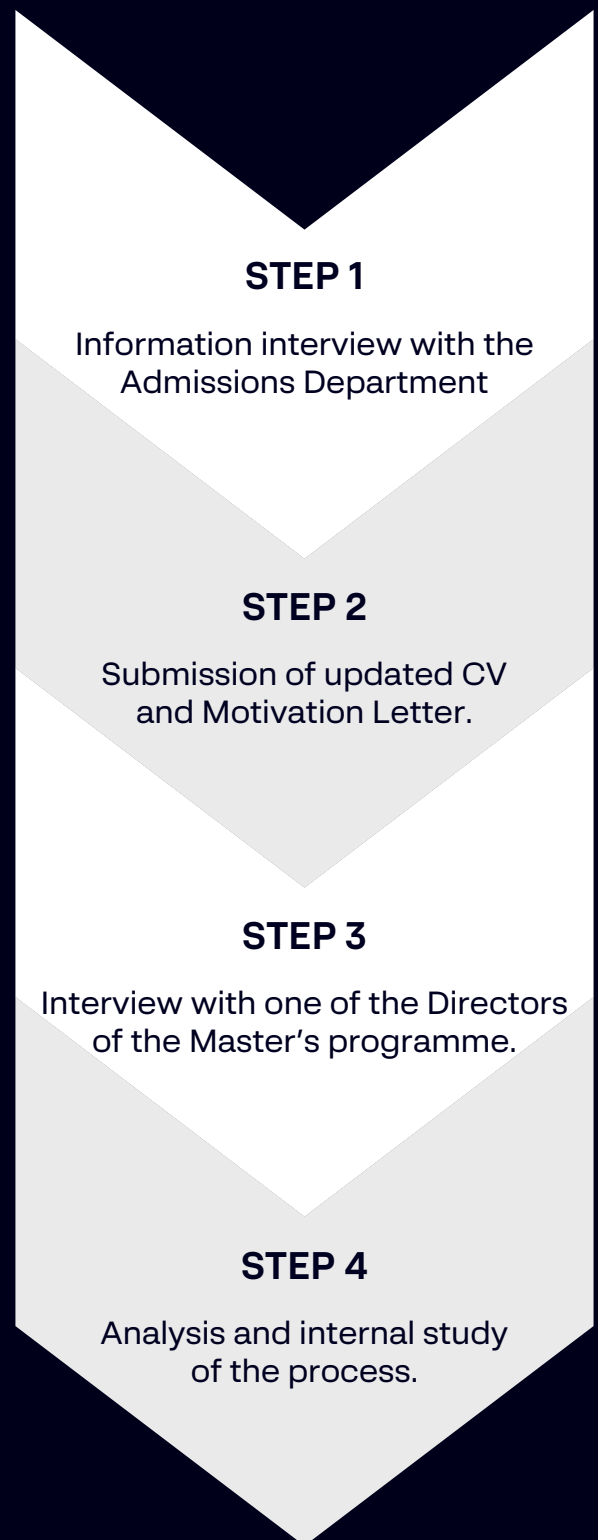 STEP 1
Information interview with the
Admissions Department
STEP 2
Submission of updated CV
and Motivation Letter.
STEP 3
Interview with one of the Directors
of the Master’s programme.
STEP 4
Analysis and internal study
of the process.